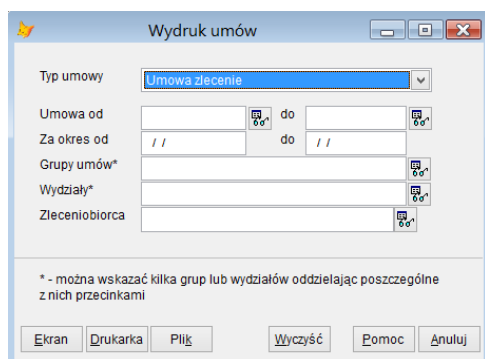 Wydruk umów
Typ umowy Umowa zlecenie
Umowa od do
Za okres od / / do / /
Grupy umów*
Wydziały*
Zleceniobiorca
* - można wskazać kilka grup lub wydziałów oddzielając poszczególne
z nich przecinkami
Ekran Drukarka Plik Wyczyść Pomoc Anuluj